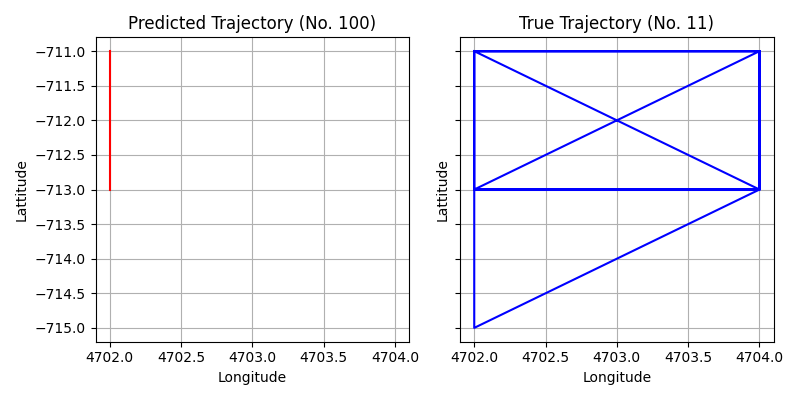 Predicted Trajectory (No. 100)
−711.0
−711.5
−712.0
−712.5
−713.0
−713.5
−714.0
−714.5
−715.0
Lattitude
4702.0 4702.5 4703.0 4703.5 4704.0
Longitude
True Trajectory (No. 11)
Lattitude
4702.0 4702.5 4703.0 4703.5 4704.0
Longitude